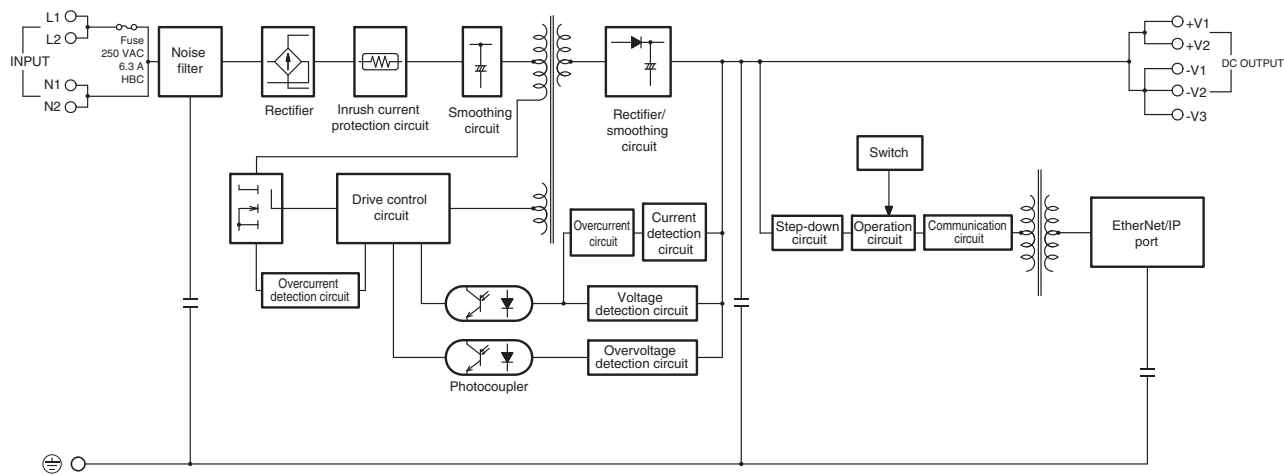 L1
L2
INPUT
N1
N2
Fuse
250 VAC
6.3 A
HBC
Noise
filter
Rectifier
Inrush current
protection circuit
Smoothing
circuit
Rectifier/
smoothing
circuit
+V1
+V2
-V1
-V2
-V3
DC OUTPUT
Drive control
circuit
Overcurrent
detection circuit
Overcurrent
circuit
Current
detection
circuit
Voltage
detection circuit
Overvoltage
detection circuit
Photocoupler
Switch
Step-down
circuit
Operation
circuit
Communication
circuit
EtherNet/IP
port